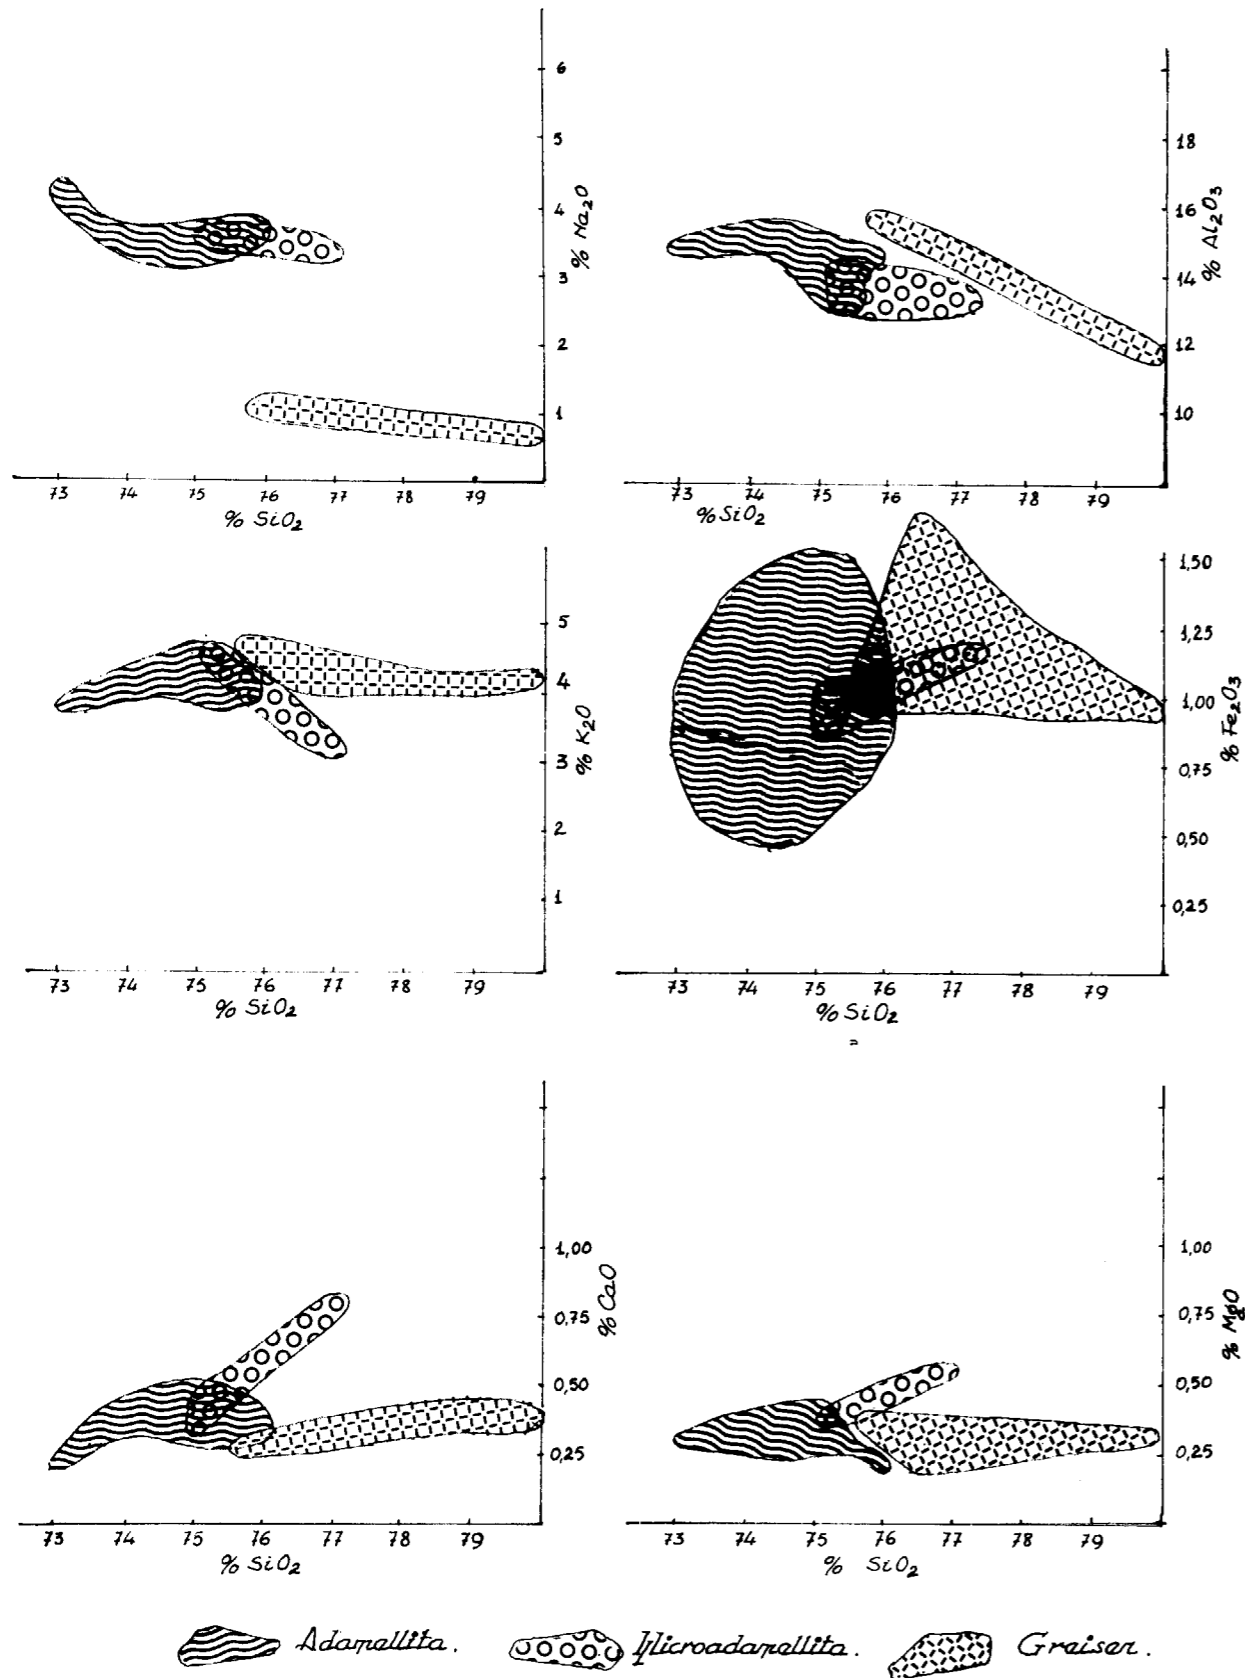 6
5
4
3
2
1
% Na₂O
73 74 75 76 77 78 79
% SiO₂
18
16
14
12
10
% Al₂O₃
73 74 75 76 77 78 79
% SiO₂
5
4
3
2
1
% K₂O
73 74 75 76 77 78 79
% SiO₂
1,50
1,25
1,00
0,75
0,50
0,25
% Fe₂O₃
73 74 75 76 77 78 79
% SiO₂
=
1,00
0,75
0,50
0,25
% CaO
73 74 75 76 77 78 79
% SiO₂
1,00
0,75
0,50
0,25
% MgO
73 74 75 76 77 78 79
% SiO₂
Adamellita. Microadamellita. Greisen.